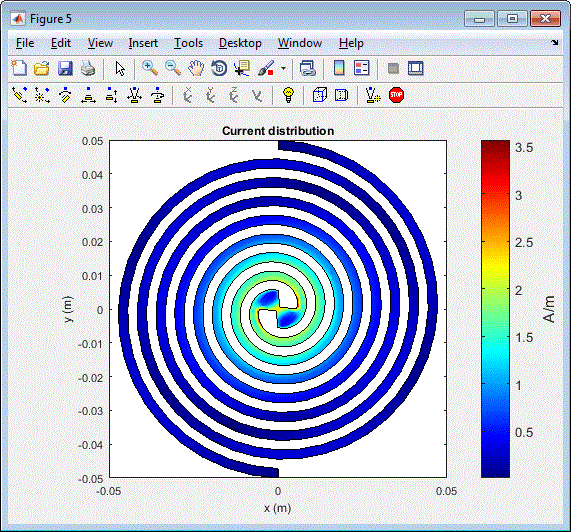 Figure 5
File Edit View Insert Tools Desktop Window Help
STOP
Current distribution
0.05
0.04
0.03
0.02
0.01
0
-0.01
-0.02
-0.03
-0.04
-0.05
y (m)
-0.05 0 0.05
x (m)
3.5
3
2.5
2
1.5
1
0.5
A/m